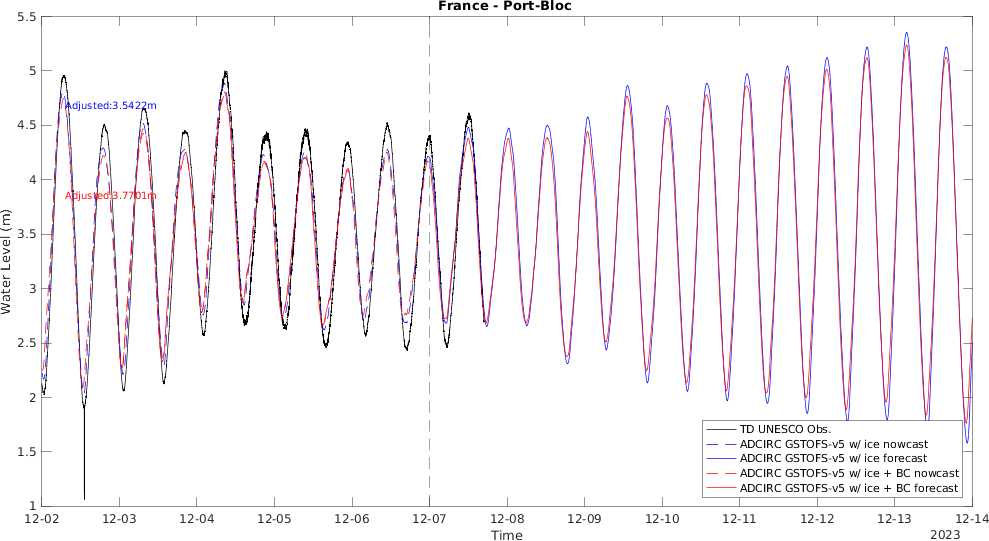 France - Port-Bloc
5.5
5
4.5
4
3.5
3
2.5
2
1.5
1
Water Level (m)
Adjusted:3.5422m
Adjusted:3.7701m
TD UNESCO Obs.
ADCIRC GSTOFS-v5 w/ ice nowcast
ADCIRC GSTOFS-v5 w/ ice forecast
ADCIRC GSTOFS-v5 w/ ice + BC nowcast
ADCIRC GSTOFS-v5 w/ ice + BC forecast
12-02 12-03 12-04 12-05 12-06 12-07 12-08 12-09 12-10 12-11 12-12 12-13 12-14
Time
2023